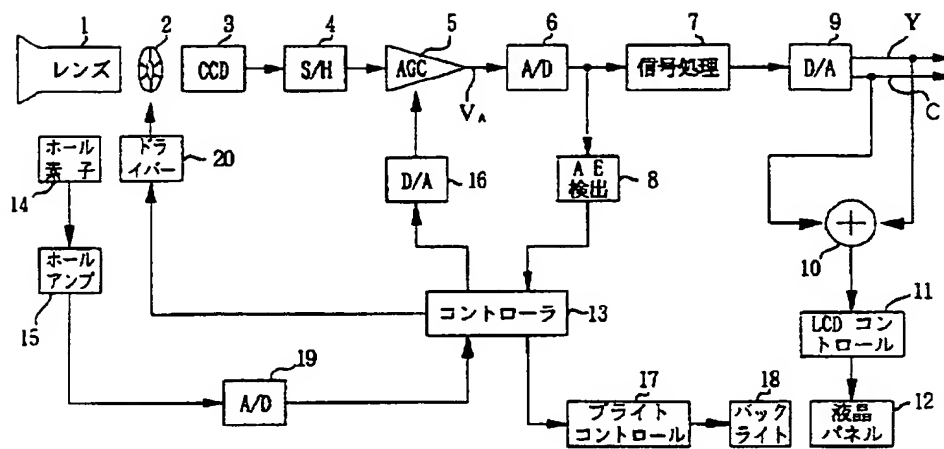 1
2
3
4
5
6
7
9
Y
レンズ
CCD
S/H
AGC
A/D
信号処理
D/A
V_A
C
ホール
素子
14
ドラ
イバー
20
D/A
16
A E
検出
8
+
10
ホール
アンプ
15
コントローラ
13
11
LCD コン
トロール
19
A/D
17
ブライト
コントロール
18
バック
ライト
12
液晶
パネル